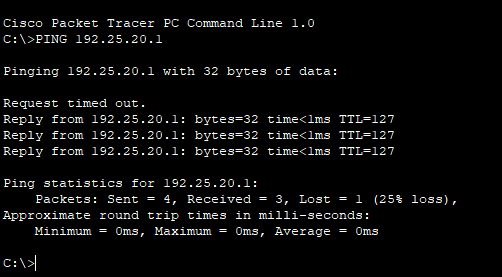 Cisco Packet Tracer PC Command Line 1.0
C:\>PING 192.25.20.1
Pinging 192.25.20.1 with 32 bytes of data:
Request timed out.
Reply from 192.25.20.1: bytes=32 time<1ms TTL=127
Reply from 192.25.20.1: bytes=32 time<1ms TTL=127
Reply from 192.25.20.1: bytes=32 time<1ms TTL=127
Ping statistics for 192.25.20.1:
Packets: Sent = 4, Received = 3, Lost = 1 (25% loss),
Approximate round trip times in milli-seconds:
Minimum = 0ms, Maximum = 0ms, Average = 0ms
C:\>